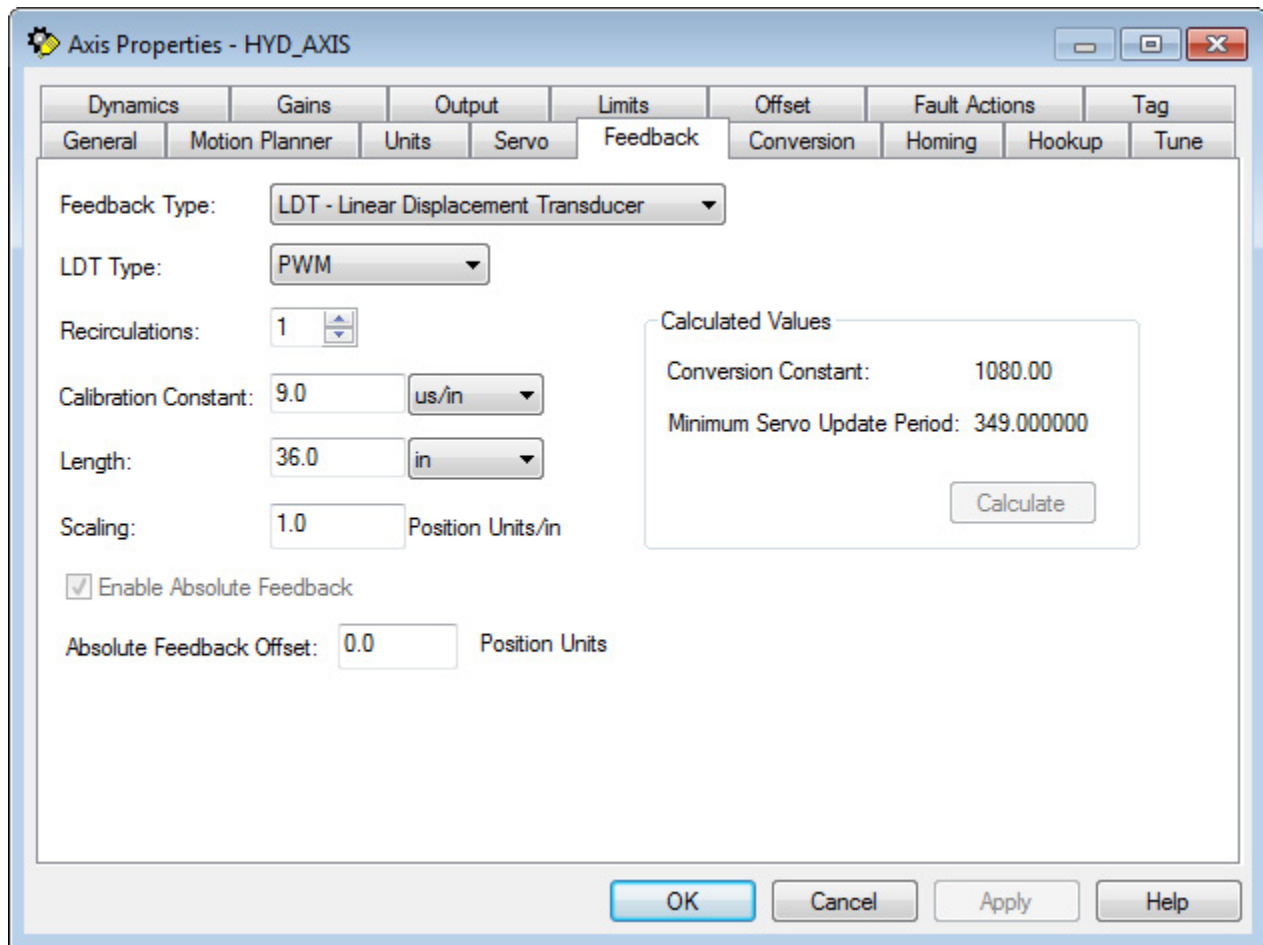 Axis Properties - HYD_AXIS
Dynamics Gains Output Limits Offset Fault Actions Tag
General Motion Planner Units Servo Feedback Conversion Homing Hookup Tune
Feedback Type: LDT - Linear Displacement Transducer
LDT Type: PWM
Recirculations: 1
Calibration Constant: 9.0 us/in
Length: 36.0 in
Scaling: 1.0 Position Units/in
Enable Absolute Feedback
Absolute Feedback Offset: 0.0 Position Units
Calculated Values
Conversion Constant: 1080.00
Minimum Servo Update Period: 349.000000
Calculate
OK Cancel Apply Help